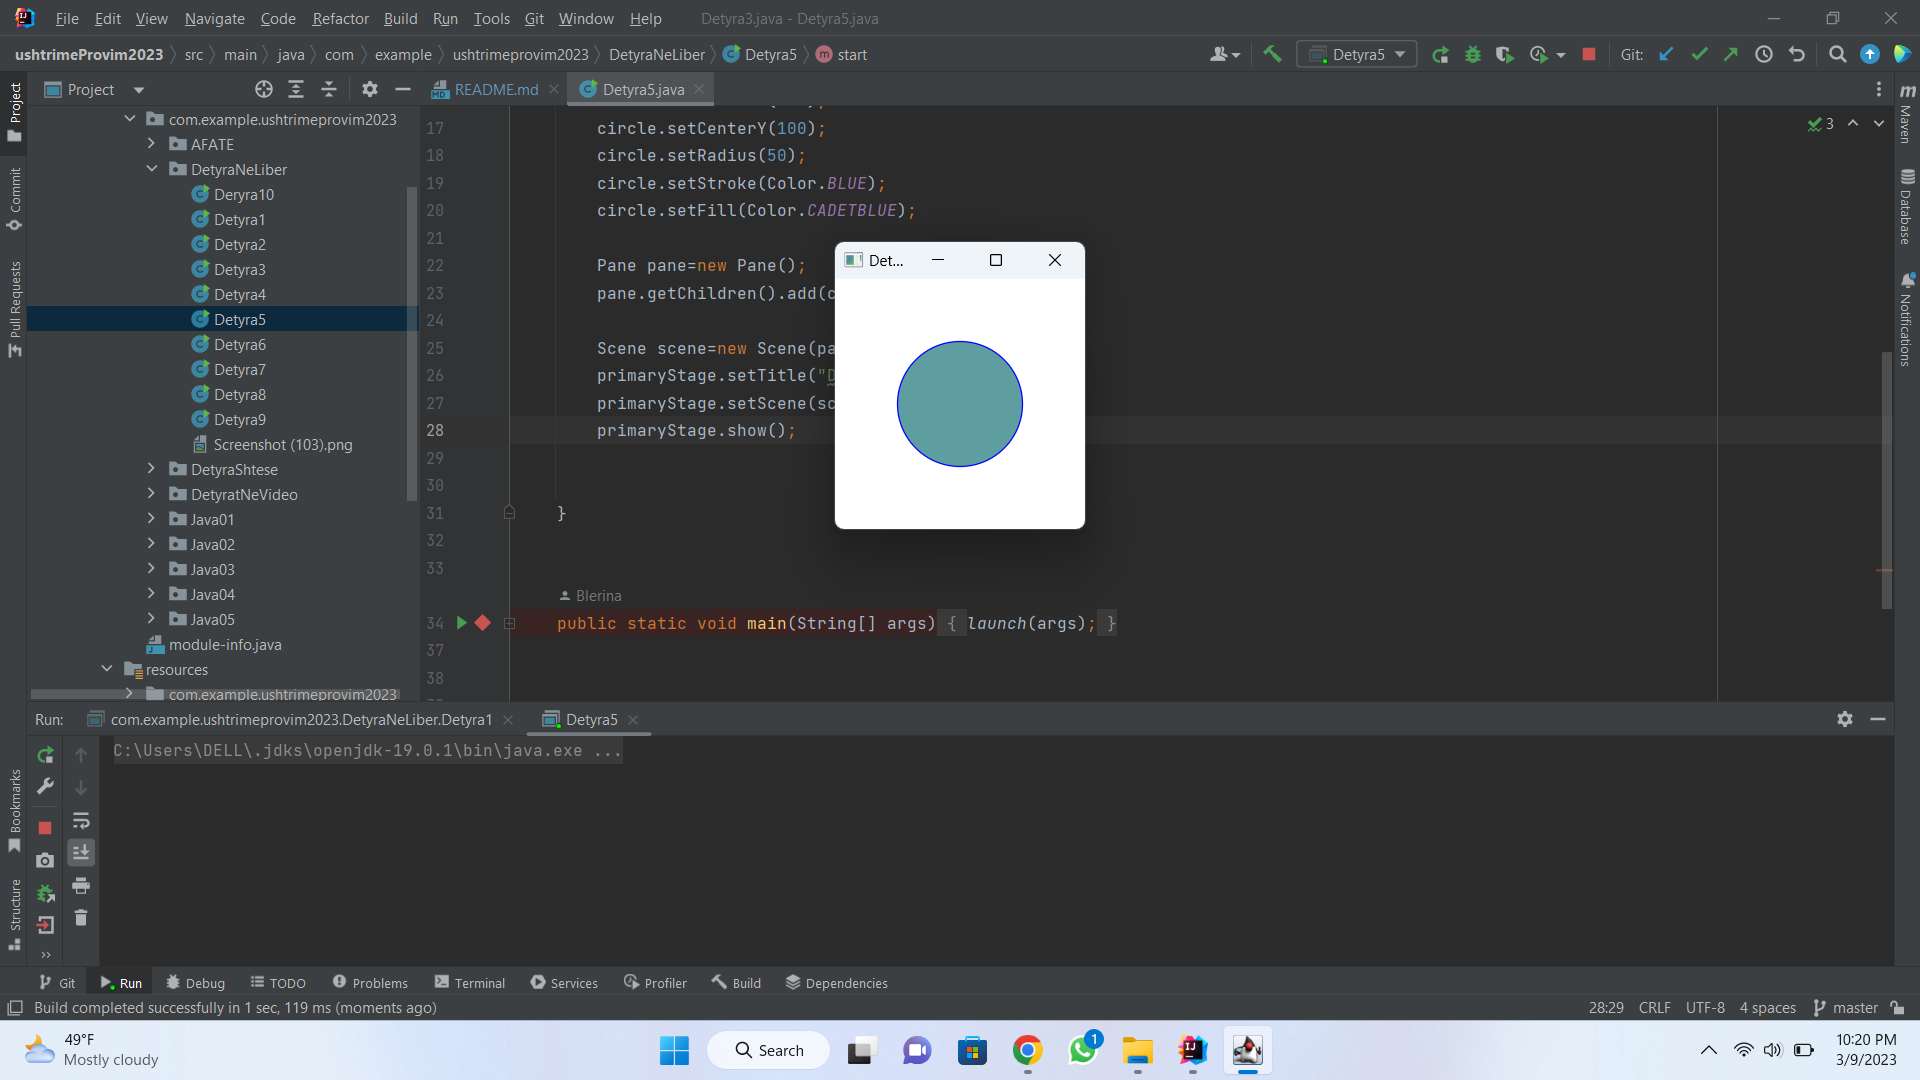 File Edit View Navigate Code Refactor Build Run Tools Git Window Help Detyra3.java - Detyra5.java
ushtrimeProvim2023 src main java com example ushtrimeprovim2023 DetyraNeLiber Detyra5 start
Detyra5 Git:
Project
README.md Detyra5.java
com.example.ushtrimeprovim2023
AFATE
DetyraNeLiber
Deryra10
Detyra1
Detyra2
Detyra3
Detyra4
Detyra5
Detyra6
Detyra7
Detyra8
Detyra9
Screenshot (103).png
DetyraShtese
DetyratNeVideo
Java01
Java02
Java03
Java04
Java05
module-info.java
resources
com.example.ushtrimeprovim2023
17 circle.setCenterY(100);
18 circle.setRadius(50);
19 circle.setStroke(Color.BLUE);
20 circle.setFill(Color.CADETBLUE);
21
22 Pane pane=new Pane();
23 pane.getChildren().add(c
24
25 Scene scene=new Scene(pa
26 primaryStage.setTitle("D
27 primaryStage.setScene(sc
28 primaryStage.show();
29
30
31 }
32
33
Blerina
34 public static void main(String[] args) { launch(args); }
37
38
3
Det...
Project
Commit
Pull Requests
Bookmarks
Structure
Maven
Database
Notifications
Run: com.example.ushtrimeprovim2023.DetyraNeLiber.Detyra1 Detyra5
C:\Users\DELL\.jdks\openjdk-19.0.1\bin\java.exe ...
Git Run Debug TODO Problems Terminal Services Profiler Build Dependencies
Build completed successfully in 1 sec, 119 ms (moments ago) 28:29 CRLF UTF-8 4 spaces master
49°F
Mostly cloudy
Search
1
10:20 PM
3/9/2023